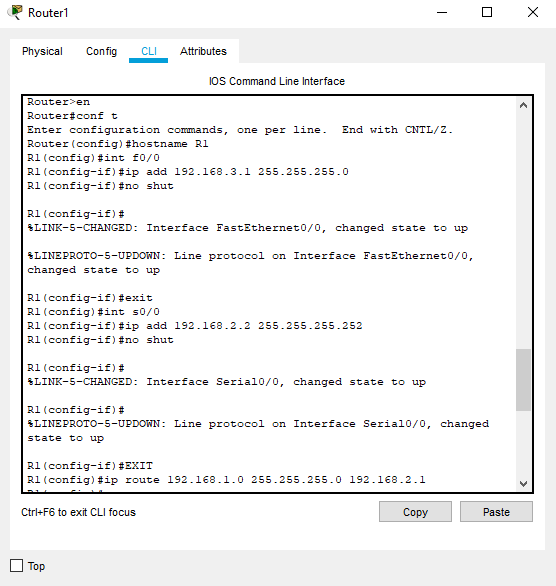 Router1
Physical Config CLI Attributes
IOS Command Line Interface
Router>en
Router#conf t
Enter configuration commands, one per line.  End with CNTL/Z.
Router(config)#hostname R1
R1(config)#int f0/0
R1(config-if)#ip add 192.168.3.1 255.255.255.0
R1(config-if)#no shut
R1(config-if)#
%LINK-5-CHANGED: Interface FastEthernet0/0, changed state to up
%LINEPROTO-5-UPDOWN: Line protocol on Interface FastEthernet0/0,
changed state to up
R1(config-if)#exit
R1(config)#int s0/0
R1(config-if)#ip add 192.168.2.2 255.255.255.252
R1(config-if)#no shut
R1(config-if)#
%LINK-5-CHANGED: Interface Serial0/0, changed state to up
R1(config-if)#
%LINEPROTO-5-UPDOWN: Line protocol on Interface Serial0/0, changed
state to up
R1(config-if)#EXIT
R1(config)#ip route 192.168.1.0 255.255.255.0 192.168.2.1
Ctrl+F6 to exit CLI focus
Copy Paste
Top